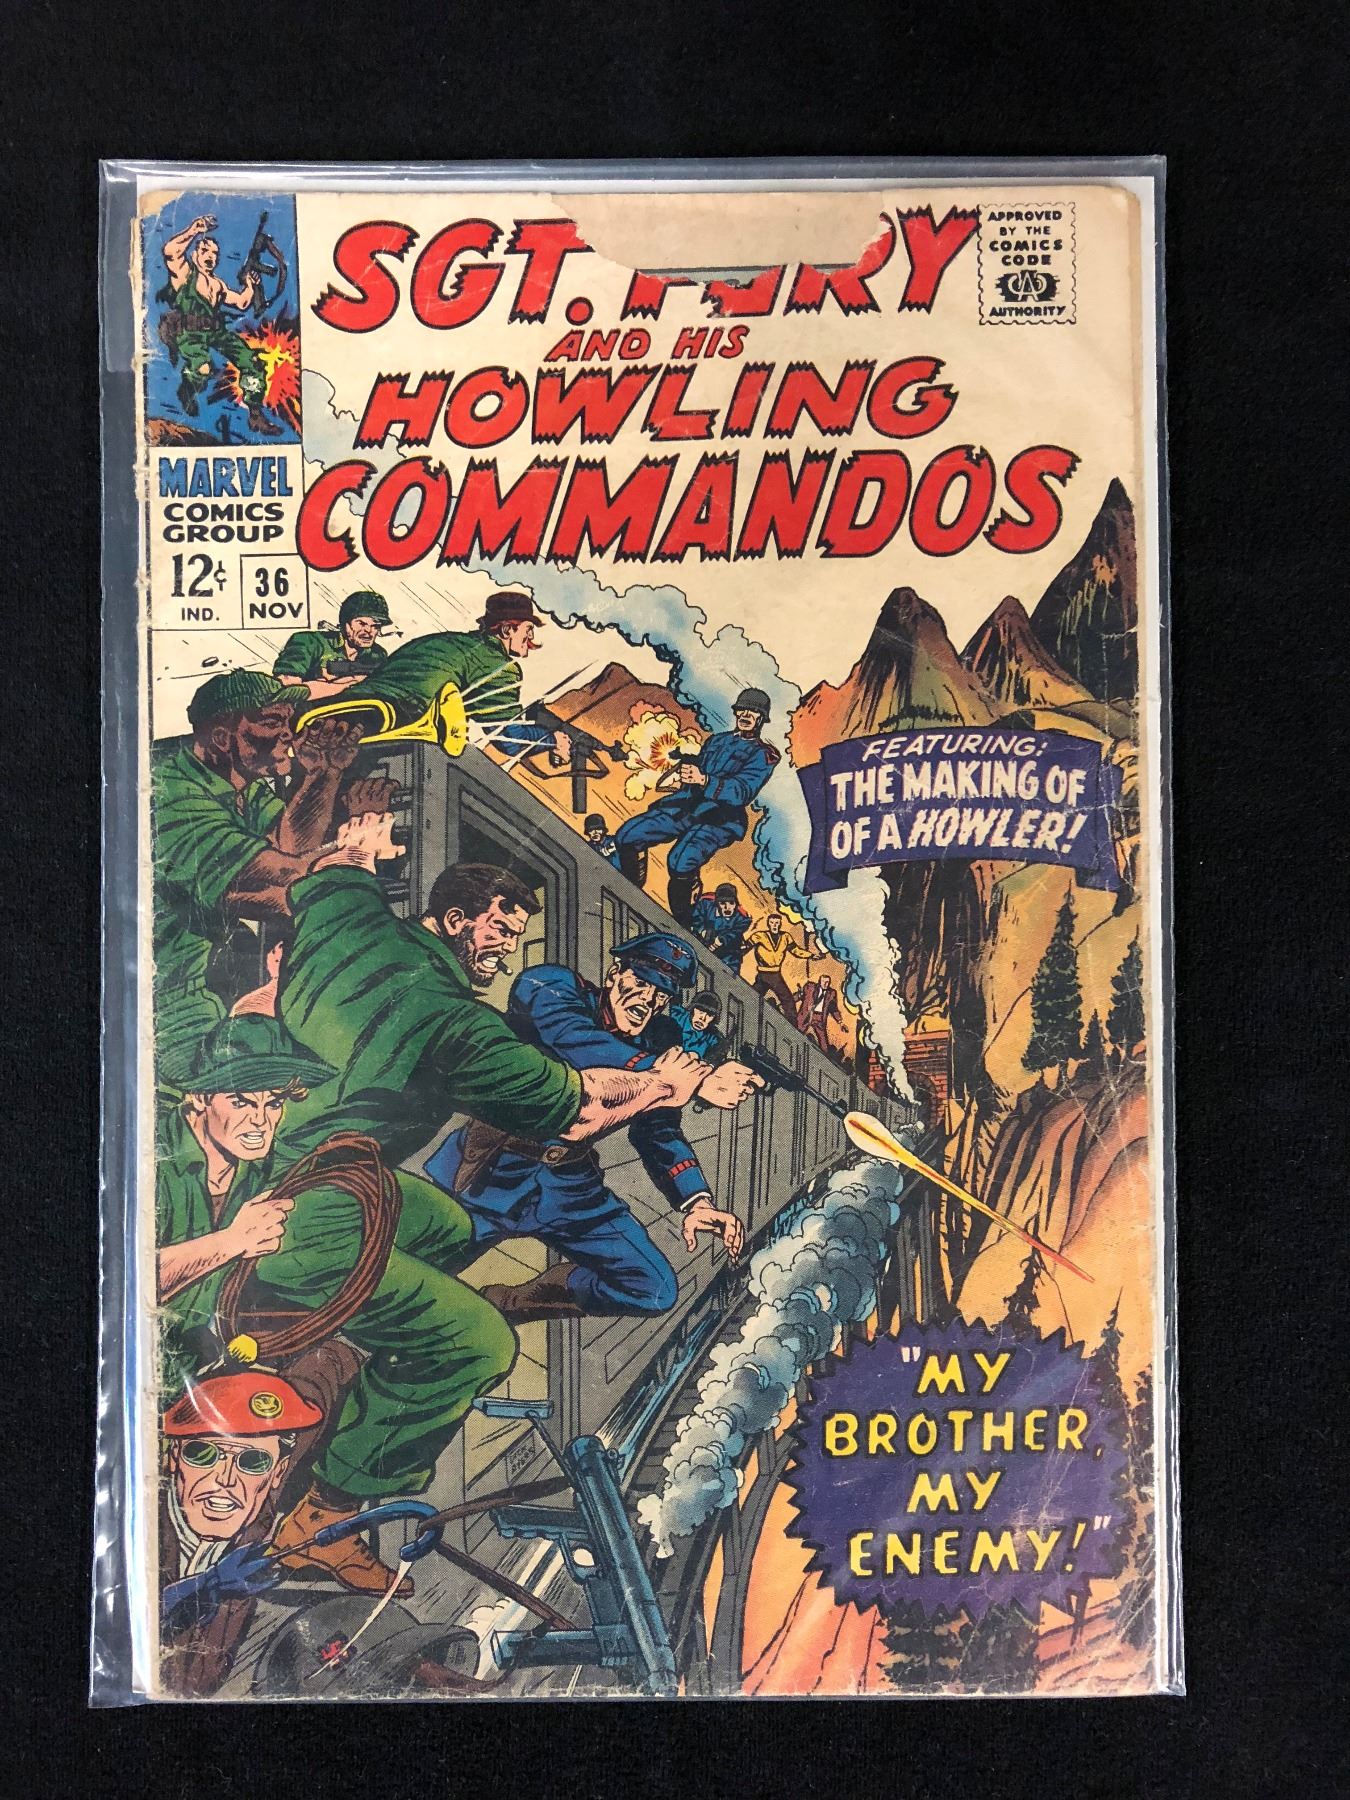 SGT. FURY
AND HIS
HOWLING
COMMANDOS
APPROVED
BY THE
COMICS
CODE
CA
AUTHORITY
MARVEL
COMICS
GROUP
12¢
IND.
36
NOV
FEATURING:
THE MAKING OF
OF A HOWLER!
"MY
BROTHER,
MY
ENEMY!"